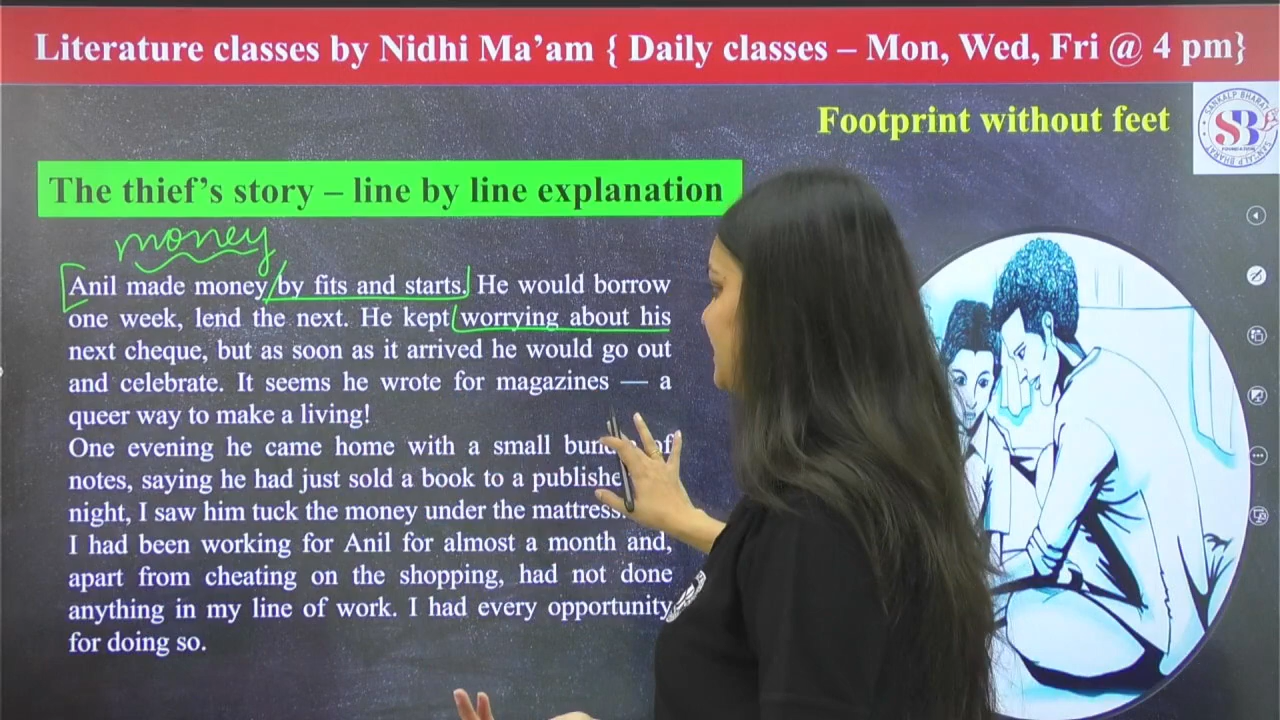 Literature classes by Nidhi Ma’am { Daily classes – Mon, Wed, Fri @ 4 pm}
Footprint without feet
SANKALP BHARAT
SB
FOUNDATION
The thief’s story – line by line explanation
money
Anil made money by fits and starts. He would borrow
one week, lend the next. He kept worrying about his
next cheque, but as soon as it arrived he would go out
and celebrate. It seems he wrote for magazines — a
queer way to make a living!
One evening he came home with a small of
notes, saying he had just sold a book to a
night, I saw him tuck the money under the mattress.
I had been working for Anil for almost a month and,
apart from cheating on the shopping, had not done
anything in my line of work. I had every opportunity
for doing so.